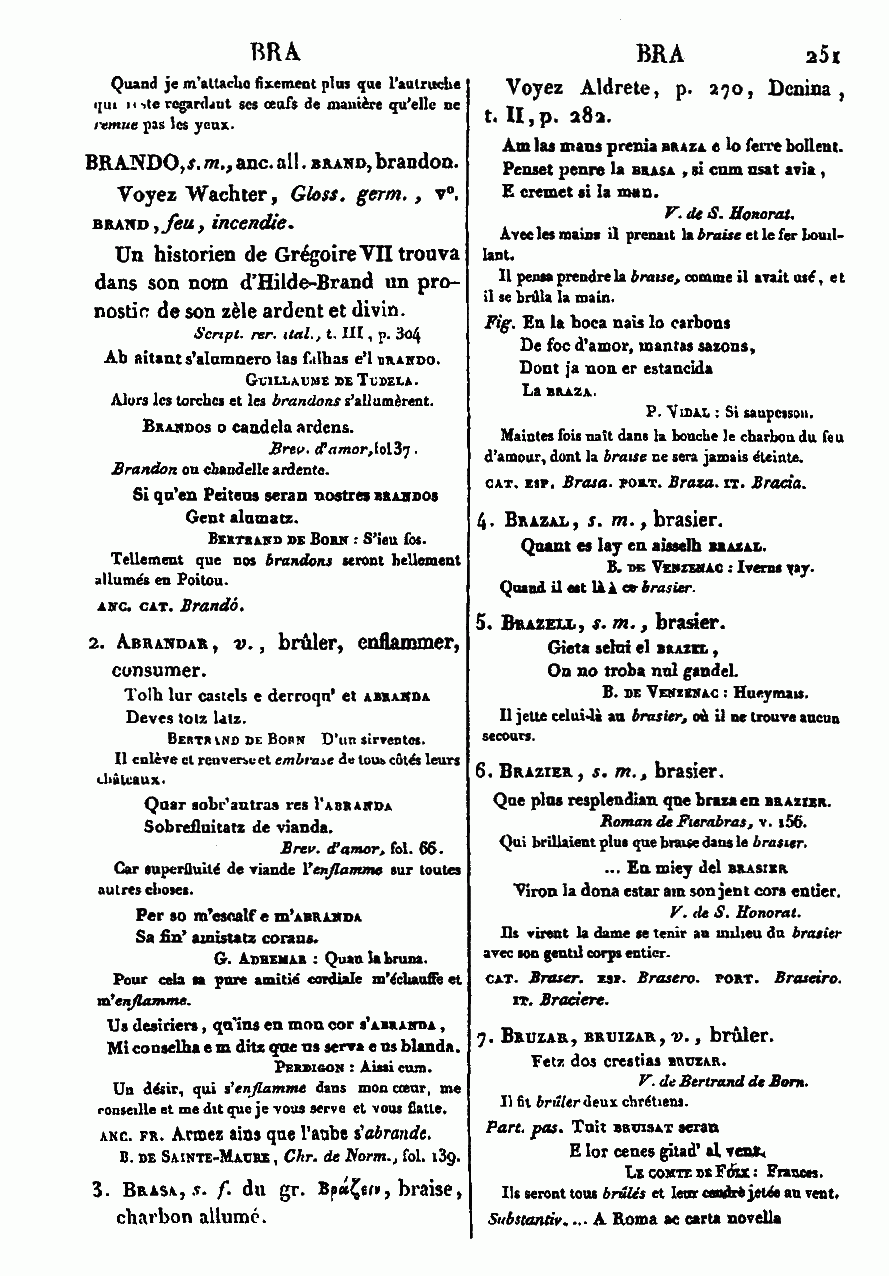 BRA
Quand je m'attache fixement plus que l'autruche
qui reste regardant ses œufs de manière qu'elle ne
remue pas les yeux.
BRANDO, s. m., anc. all. BRAND, brandon.
Voyez Wachter, Gloss. germ., v°.
BRAND, feu, incendie.
Un historien de Grégoire VII trouva
dans son nom d'Hilde-Brand un pro-
nostic de son zèle ardent et divin.
Script. rer. ital., t. III, p. 304
Ab aitant s'alumnero las falhas e'l BRANDO.
GUILLAUME DE TUDELA.
Alors les torches et les brandons s'allumèrent.
BRANDOS o candela ardens.
Brev. d'amor, fol 37.
Brandon ou chandelle ardente.
Si qu'en Peitens seran nostres BRANDOS
Gent alumatz.
BERTRAND DE BORN : S'ieu fos.
Tellement que nos brandons seront bellement
allumés en Poitou.
ANC. CAT. Brandó.
2. ABRANDAR, v., brûler, enflammer,
consumer.
Tolh lur castels e derroqu' et ABRANDA
Deves totz latz.
BERTRAND DE BORN D'un sirventes.
Il enlève et renverse et embrase de tous côtés leurs
châteaux.
Quar sobr'autras res l'ABRANDA
Sobrefluitatz de vianda.
Brev. d'amor, fol. 66.
Car superfluité de viande l'enflamme sur toutes
autres choses.
Per so m'escalf e m'ABRANDA
Sa fin' amistatz coraus.
G. ADHEMAR : Quan la bruna.
Pour cela sa pure amitié cordiale m'échauffe et
m'enflamme.
Us desiriers, qu'ins en mon cor s'ABRANDA,
Mi conselha e m ditz que us serva e us blanda.
PERDIGON : Aissi cum.
Un désir, qui s'enflamme dans mon cœur, me
conseille et me dit que je vous serve et vous flatte.
ANC. FR. Armez ains que l'aube s'abrande.
B. DE SAINTE-MAURE, Chr. de Norm., fol. 139.
3. BRASA, s. f. du gr. Βράζειν, braise,
charbon allumé.
BRA 251
Voyez Aldrete, p. 270, Denina,
t. II, p. 282.
Am las mans prenia BRAZA e lo ferre bollent.
Penset penre la BRASA, si cum usat avia,
E cremet si la man.
V. de S. Honorat.
Avec les mains il prenait la braise et le fer bouil-
lant.
Il pensa prendre la braise, comme il avait usé, et
il se brûla la main.
Fig. En la boca nais lo carbons
De foc d'amor, mantas sazons,
Dont ja non er estancida
La BRAZA.
P. VIDAL : Si saupesson.
Maintes fois naît dans la bouche le charbon du feu
d'amour, dont la braise ne sera jamais éteinte.
CAT. ESP. Brasa. PORT. Braza. IT. Bracia.
4. BRAZAL, s. m., brasier.
Quant es lay en aisselh BRAZAL.
B. DE VENZENAC : Iverns vay.
Quand il est là à ce brasier.
5. BRAZELL, s. m., brasier.
Gieta selui el BRAZEL,
On no troba nul gandel.
B. DE VENZENAC : Hueymais.
Il jette celui-là au brasier, où il ne trouve aucun
secours.
6. BRAZIER, s. m., brasier.
Que plus resplendian que braza en BRAZIER.
Roman de Fierabras, v. 156.
Qui brillaient plus que braise dans le brasier.
... En miey del BRASIER
Viron la dona estar am son jent cors entier.
V. de S. Honorat.
Ils virent la dame se tenir au milieu du brasier
avec son gentil corps entier.
CAT. Braser. ESP. Brasero. PORT. Braseiro.
IT. Braciere.
7. BRUZAR, BRUIZAR, v., brûler.
Fetz dos crestias BRUZAR.
V. de Bertrand de Born.
Il fit brûler deux chrétiens.
Part. pas. Tuit BRUISAT seran
E lor cenes gitad' al vent.
LE COMTE DE FOIX : Frances.
Ils seront tous brûlés et leur cendre jetée au vent.
Substantiv. ... A Roma ac carta novella